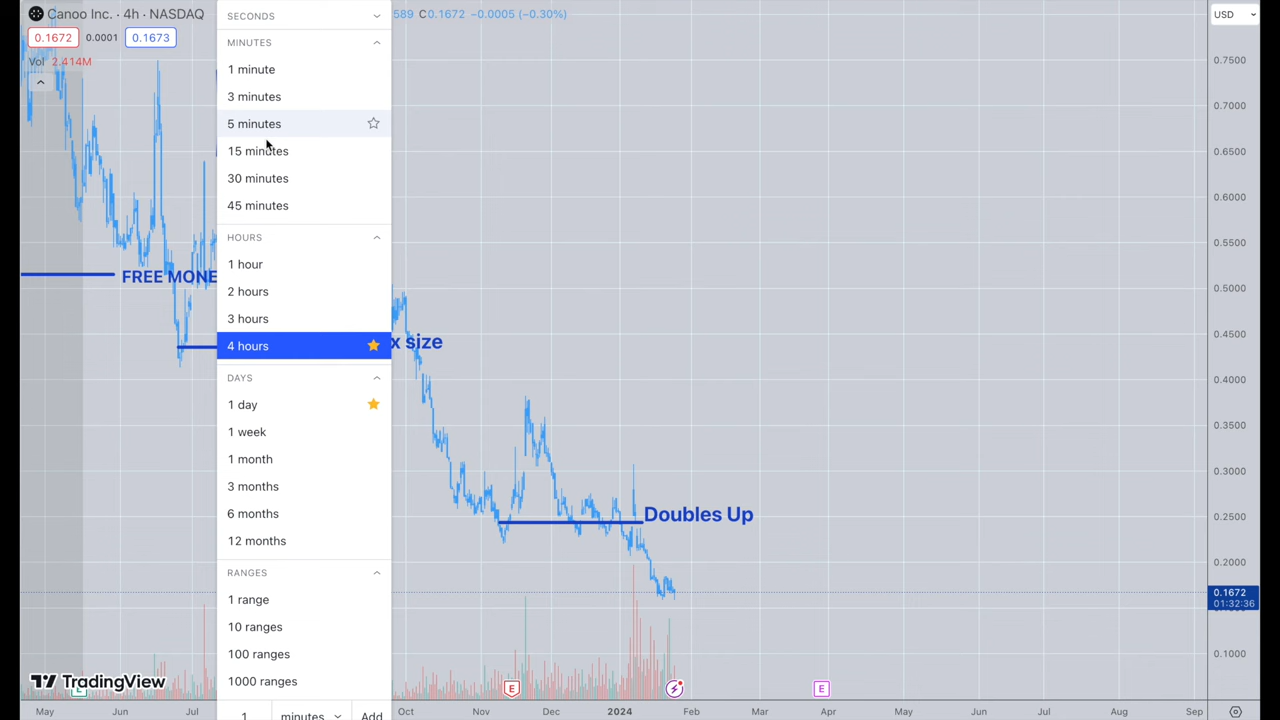 Canoo Inc. · 4h · NASDAQ
589 C0.1672 −0.0005 (−0.30%)
USD
0.1672 0.0001 0.1673
Vol 2.414M
SECONDS
MINUTES
1 minute
3 minutes
5 minutes
15 minutes
30 minutes
45 minutes
HOURS
1 hour
2 hours
3 hours
4 hours
DAYS
1 day
1 week
1 month
3 months
6 months
12 months
RANGES
1 range
10 ranges
100 ranges
1000 ranges
1 minutes Add
FREE MONE
x size
Doubles Up
0.7500
0.7000
0.6500
0.6000
0.5500
0.5000
0.4500
0.4000
0.3500
0.3000
0.2500
0.2000
0.1672
01:32:36
0.1000
TradingView
E
E
E
May Jun Jul Oct Nov Dec 2024 Feb Mar Apr May Jun Jul Aug Sep